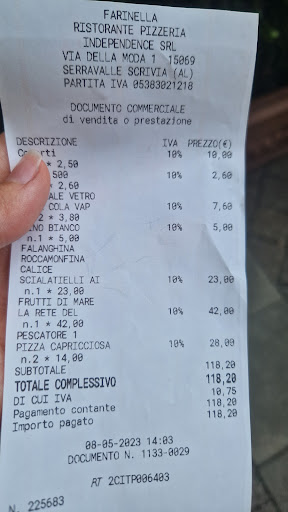 FARINELLA
RISTORANTE PIZZERIA
INDEPENDENCE SRL
VIA DELLA MODA 1 15069
SERRAVALLE SCRIVIA (AL)
PARTITA IVA 05383021218
DOCUMENTO COMMERCIALE
di vendita o prestazione
DESCRIZIONE IVA PREZZO(€)
10% 10,00
* 2,50
500 10% 2,60
* 2,60
ALE VETRO
COLA VAP 10% 7,60
2 * 3,80
NO BIANCO 10% 5,00
n.1 * 5,00
FALANGHINA
ROCCAMONFINA
CALICE
SCIALATIELLI AI 10% 23,00
n.1 * 23,00
FRUTTI DI MARE
LA RETE DEL 10% 42,00
n.1 * 42,00
PESCATORE 1
PIZZA CAPRICCIOSA 10% 28,00
n.2 * 14,00
SUBTOTALE 118,20
TOTALE COMPLESSIVO 118,20
DI CUI IVA 10,75
Pagamento contante 118,20
Importo pagato 118,20
08-05-2023 14:03
DOCUMENTO N. 1133-0029
RT 2CITP006403
N. 225683